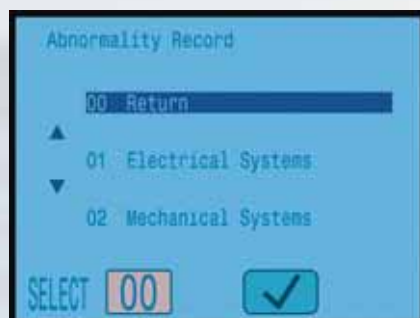 Abnormality Record
00 Return
01 Electrical Systems
02 Mechanical Systems
SELECT 00